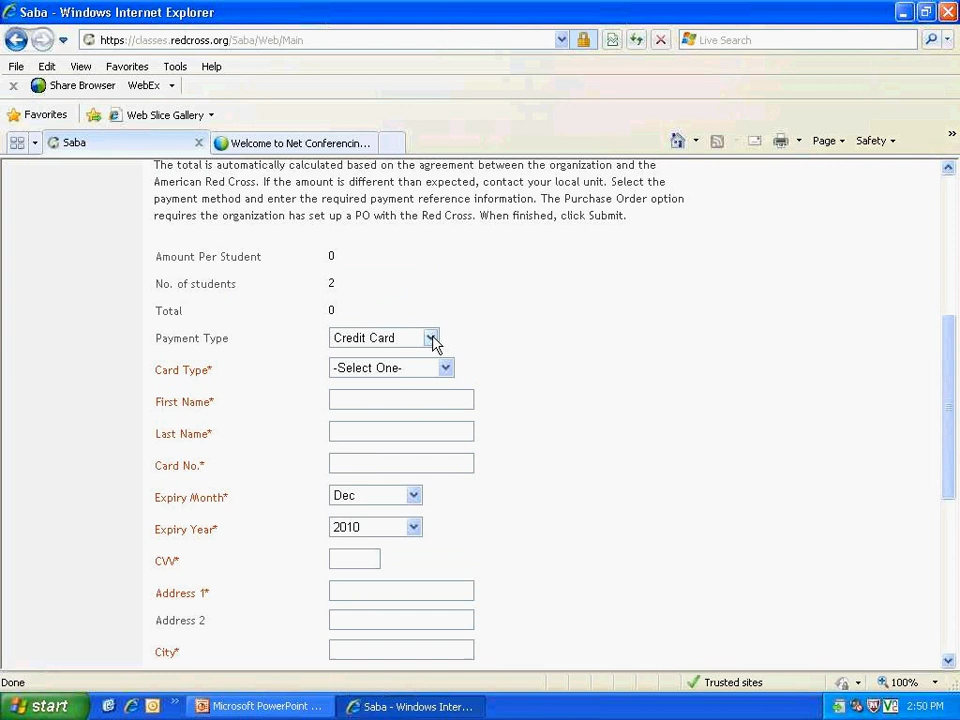 Saba - Windows Internet Explorer
https://classes.redcross.org/Saba/Web/Main
Live Search
File Edit View Favorites Tools Help
Share Browser WebEx
Favorites Web Slice Gallery
Saba Welcome to Net Conferencin... Page Safety
The total is automatically calculated based on the agreement between the organization and the
American Red Cross. If the amount is different than expected, contact your local unit. Select the
payment method and enter the required payment reference information. The Purchase Order option
requires the organization has set up a PO with the Red Cross. When finished, click Submit.
Amount Per Student 0
No. of students 2
Total 0
Payment Type Credit Card
Card Type* -Select One-
First Name*
Last Name*
Card No.*
Expiry Month* Dec
Expiry Year* 2010
CVV*
Address 1*
Address 2
City*
Done Trusted sites 100%
start Microsoft PowerPoint ... Saba - Windows Inter... 2:50 PM